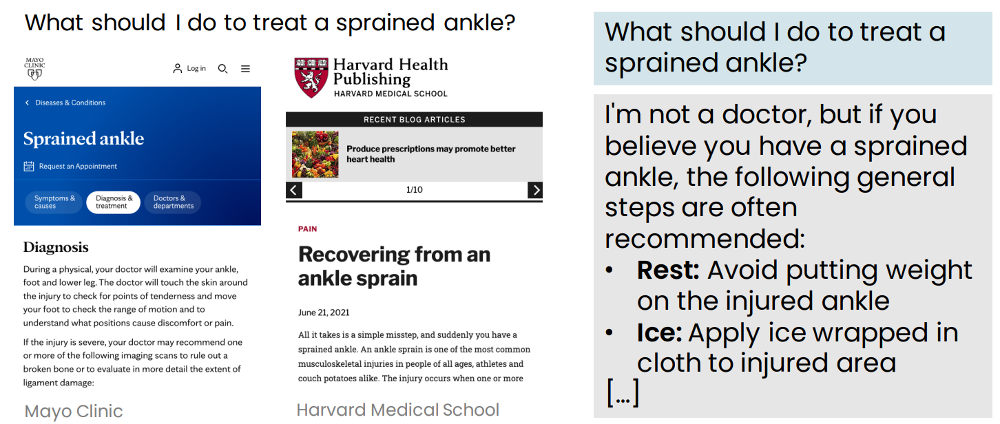 What should I do to treat a sprained ankle?
MAYO
CLINIC
Log in
Diseases & Conditions
Sprained ankle
Request an Appointment
Symptoms &
causes
Diagnosis &
treatment
Doctors &
departments
Diagnosis
During a physical, your doctor will examine your ankle,
foot and lower leg. The doctor will touch the skin around
the injury to check for points of tenderness and move
your foot to check the range of motion and to
understand what positions cause discomfort or pain.
If the injury is severe, your doctor may recommend one
or more of the following imaging scans to rule out a
broken bone or to evaluate in more detail the extent of
ligament damage:
Mayo Clinic
Harvard Health
Publishing
HARVARD MEDICAL SCHOOL
RECENT BLOG ARTICLES
Produce prescriptions may promote better
heart health
1/10
PAIN
Recovering from an
ankle sprain
June 21, 2021
All it takes is a simple misstep, and suddenly you have a
sprained ankle. An ankle sprain is one of the most common
musculoskeletal injuries in people of all ages, athletes and
couch potatoes alike. The injury occurs when one or more
Harvard Medical School
What should I do to treat a
sprained ankle?
I'm not a doctor, but if you
believe you have a sprained
ankle, the following general
steps are often
recommended:
• Rest: Avoid putting weight
on the injured ankle
• Ice: Apply ice wrapped in
cloth to injured area
[...]